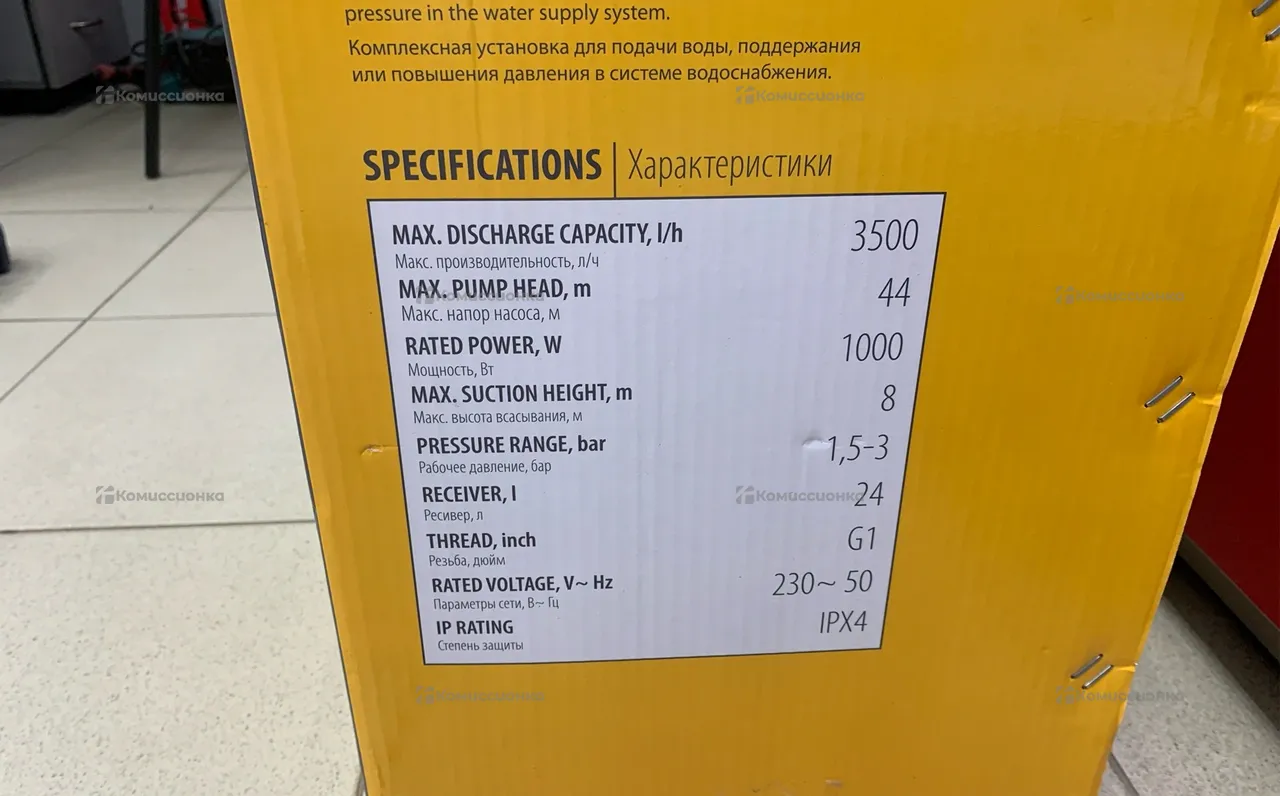 pressure in the water supply system.
Комплексная установка для подачи воды, поддержания
или повышения давления в системе водоснабжения.
Комиссионка
Комиссионка
SPECIFICATIONS | Характеристики
MAX. DISCHARGE CAPACITY, l/h 3500
Макс. производительность, л/ч
MAX. PUMP HEAD, m 44
Комиссионка
Комиссионка
Макс. напор насоса, м
RATED POWER, W 1000
Мощность, Вт
MAX. SUCTION HEIGHT, m 8
Макс. высота всасывания, м
PRESSURE RANGE, bar 1,5-3
Рабочее давление, бар
RECEIVER, l 24
Комиссионка
Комиссионка
Ресивер, л
THREAD, inch G1
Резьба, дюйм
RATED VOLTAGE, V~ Hz 230~ 50
Параметры сети, В~ Гц
IP RATING IPX4
Степень защиты
Комиссионка
Комиссионка